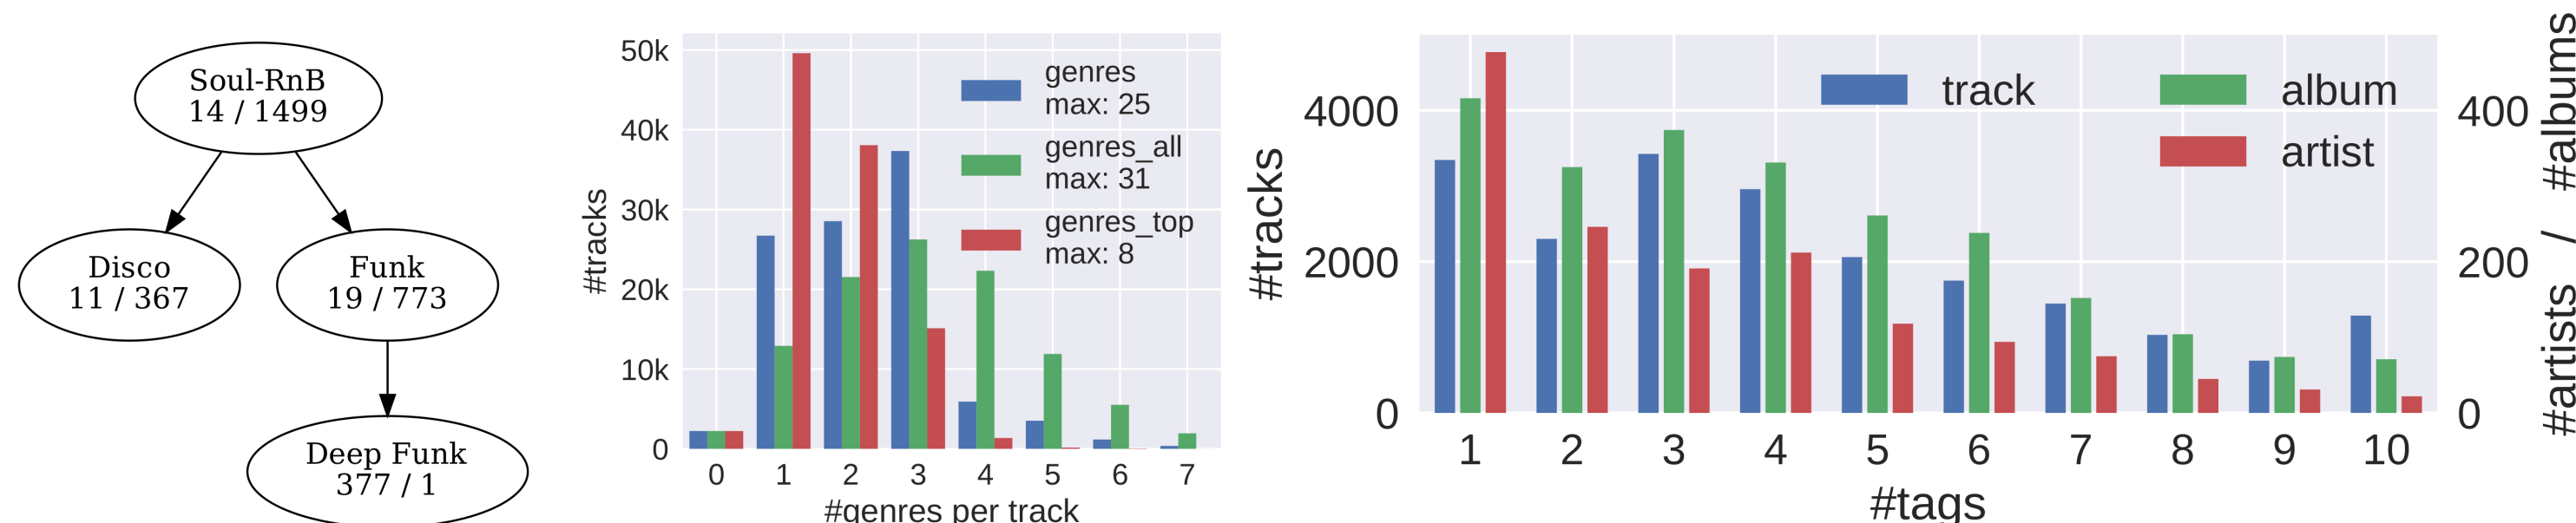 Soul-RnB
14 / 1499
Disco
11 / 367
Funk
19 / 773
Deep Funk
377 / 1
#tracks
50k
40k
30k
20k
10k
0
genres
max: 25
genres_all
max: 31
genres_top
max: 8
0 1 2 3 4 5 6 7
#genres per track
#tracks
4000
2000
0
track
album
artist
400
200
0
#artists / #albums
1 2 3 4 5 6 7 8 9 10
#tags